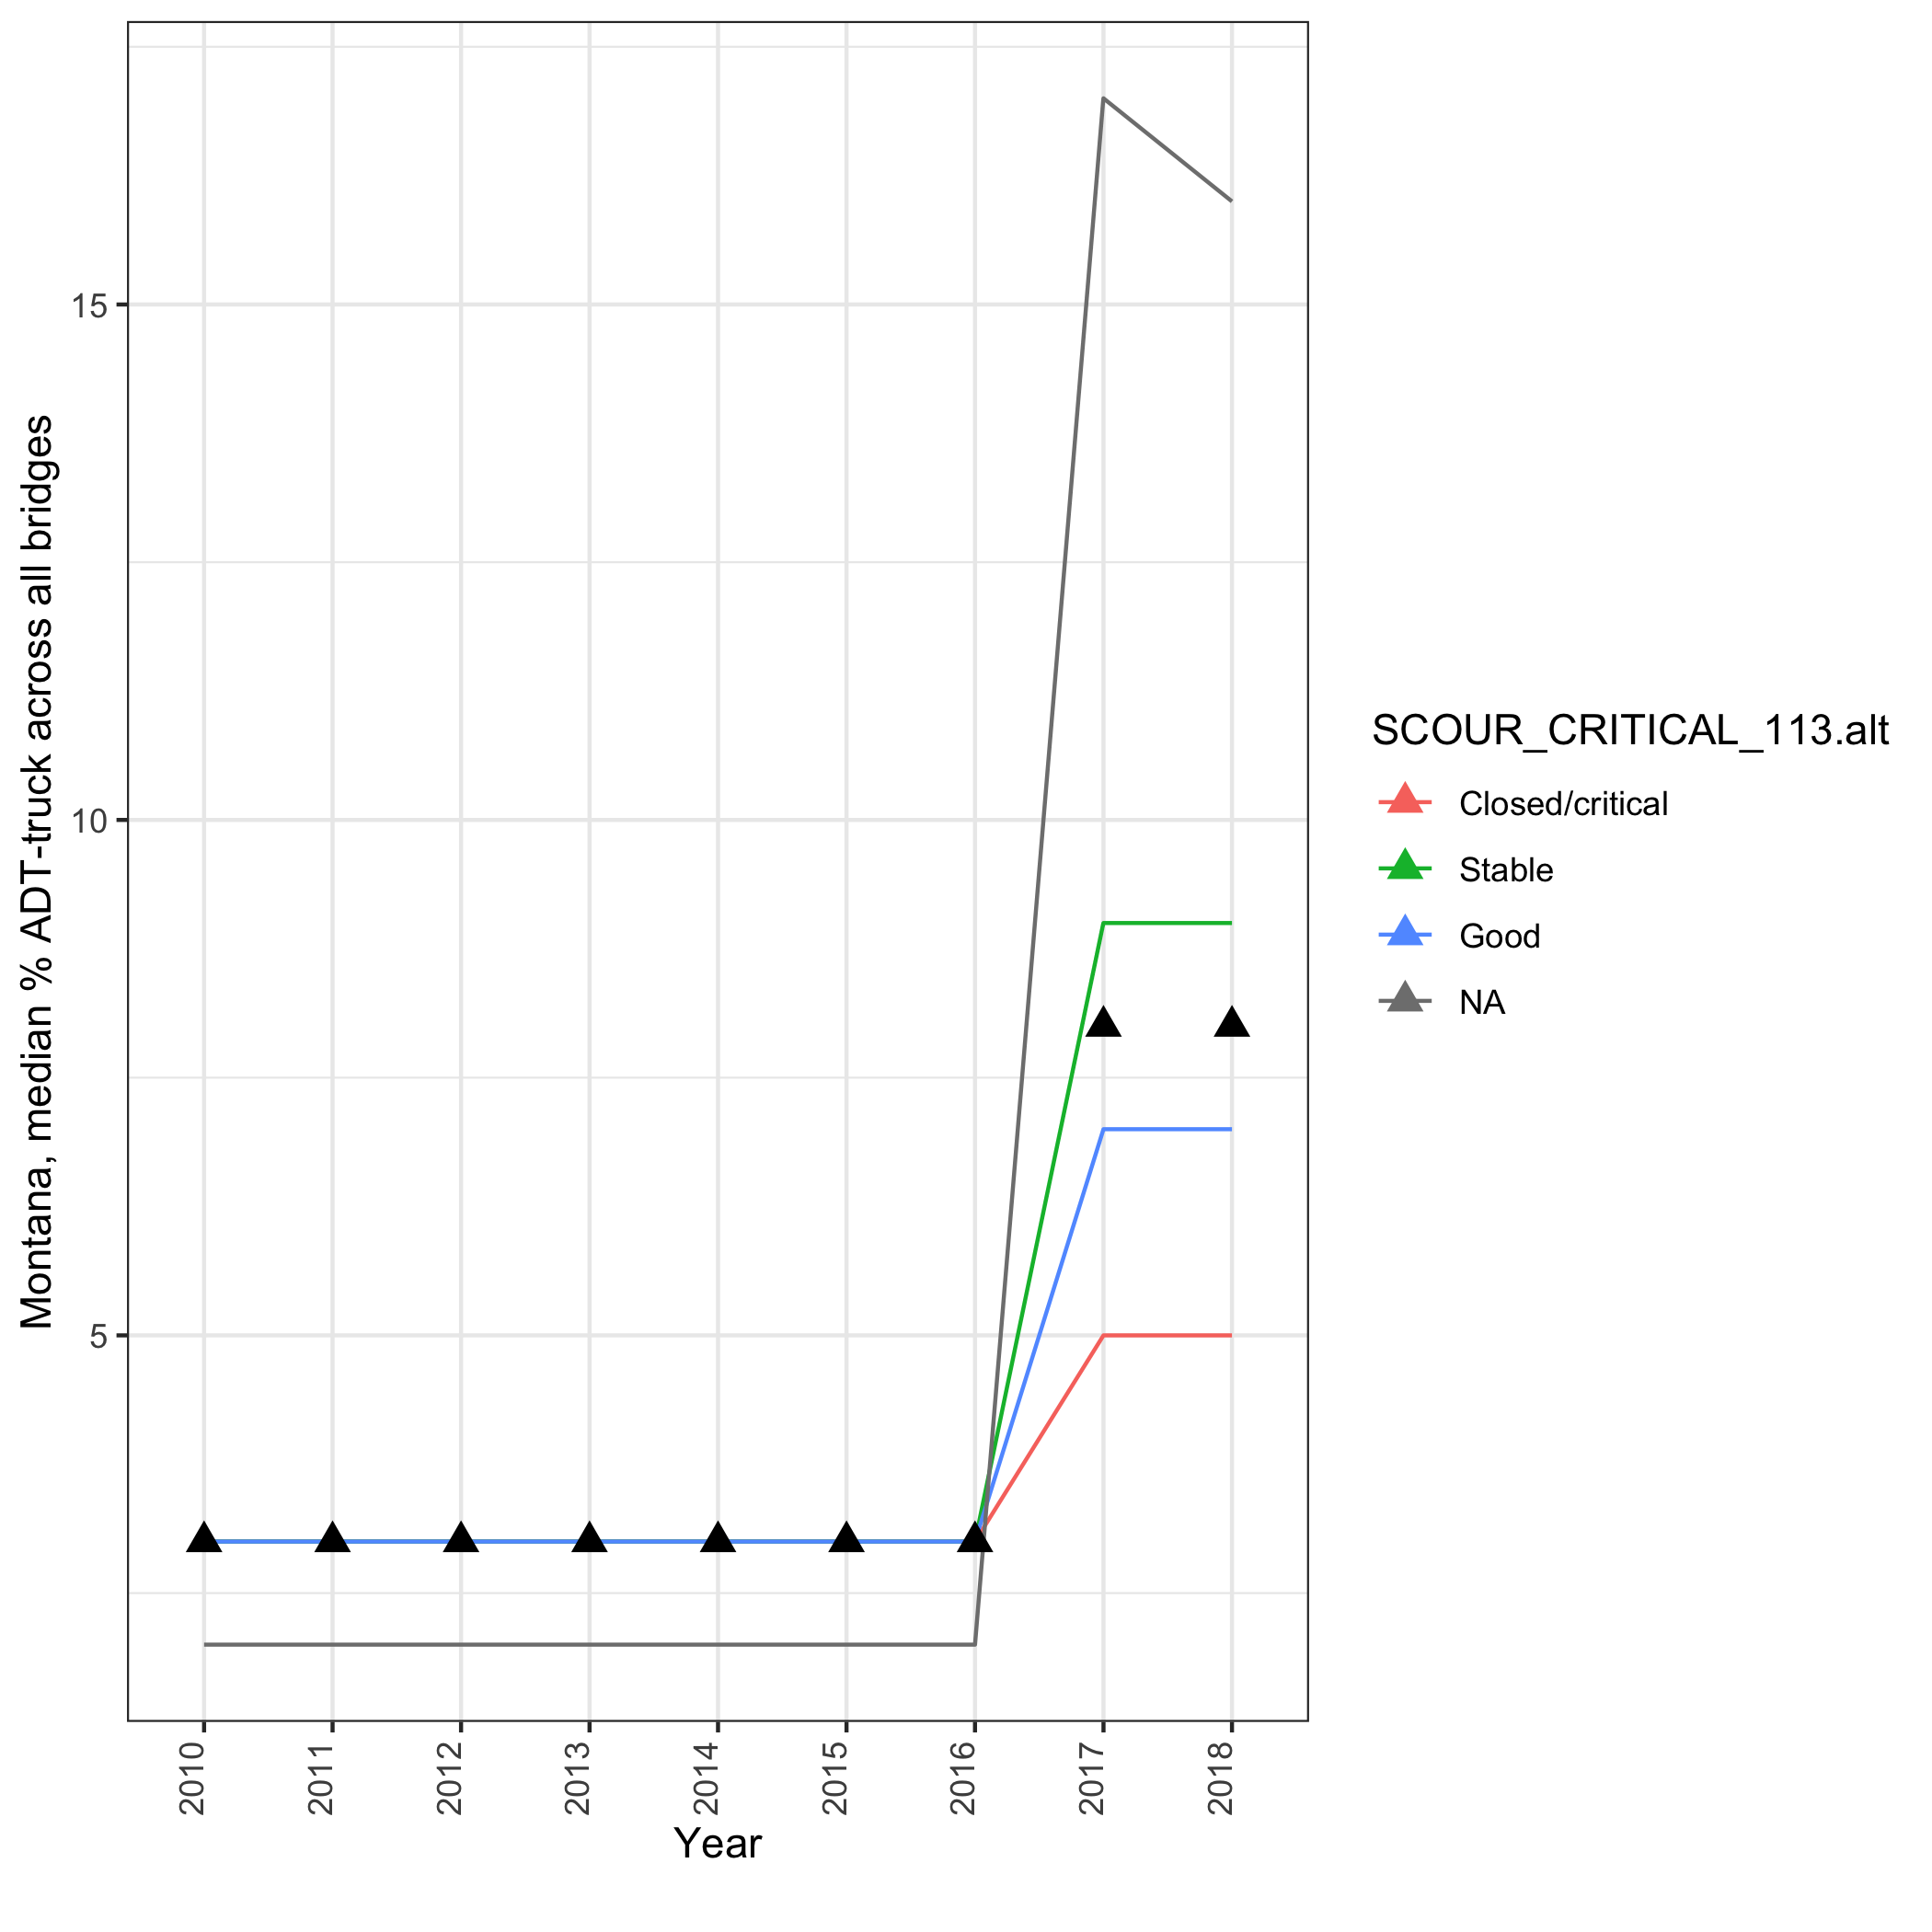 Montana, median % ADT-truck across all bridges
15
10
5
2010
2011
2012
2013
2014
2015
2016
2017
2018
Year
SCOUR_CRITICAL_113.alt
Closed/critical
Stable
Good
NA